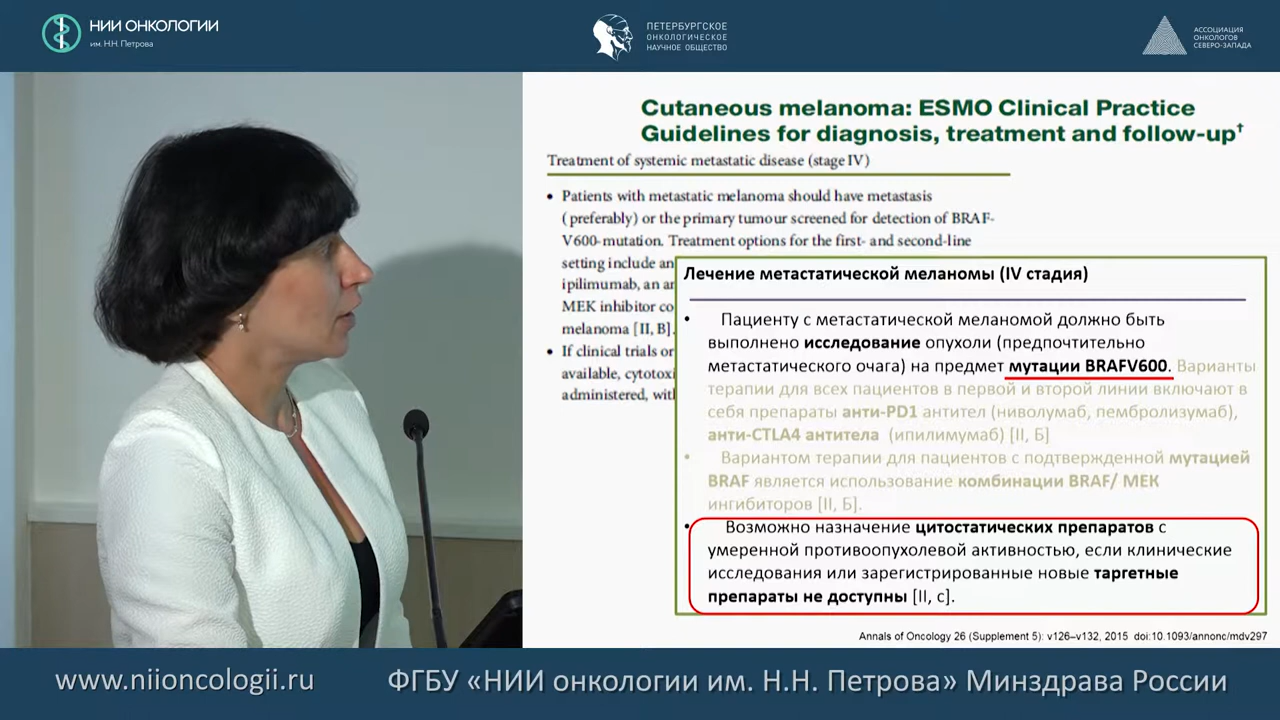 НИИ ОНКОЛОГИИ
им. Н.Н. Петрова
ПЕТЕРБУРГСКОЕ
ОНКОЛОГИЧЕСКОЕ
НАУЧНОЕ ОБЩЕСТВО
АССОЦИАЦИЯ
ОНКОЛОГОВ
СЕВЕРО-ЗАПАДА
Cutaneous melanoma: ESMO Clinical Practice
Guidelines for diagnosis, treatment and follow-up†
Treatment of systemic metastatic disease (stage IV)
• Patients with metastatic melanoma should have metastasis
(preferably) or the primary tumour screened for detection of BRAF-
V600-mutation. Treatment options for the first- and second-line
setting include an
ipilimumab, an a
MEK inhibitor co
melanoma [II, B].
• If clinical trials or
available, cytotox
administered, wit
Лечение метастатической меланомы (IV стадия)
• Пациенту с метастатической меланомой должно быть
выполнено исследование опухоли (предпочтительно
метастатического очага) на предмет мутации BRAFV600. Варианты
терапии для всех пациентов в первой и второй линии включают в
себя препараты анти-PD1 антител (ниволумаб, пембролизумаб),
анти-CTLA4 антитела (ипилимумаб) [II, Б]
• Вариантом терапии для пациентов с подтвержденной мутацией
BRAF является использование комбинации BRAF/ МЕК
ингибиторов [II, Б].
• Возможно назначение цитостатических препаратов с
умеренной противоопухолевой активностью, если клинические
исследования или зарегистрированные новые таргетные
препараты не доступны [II, с].
Annals of Oncology 26 (Supplement 5): v126–v132, 2015 doi:10.1093/annonc/mdv297
www.niioncologii.ru
ФГБУ «НИИ онкологии им. Н.Н. Петрова» Минздрава России